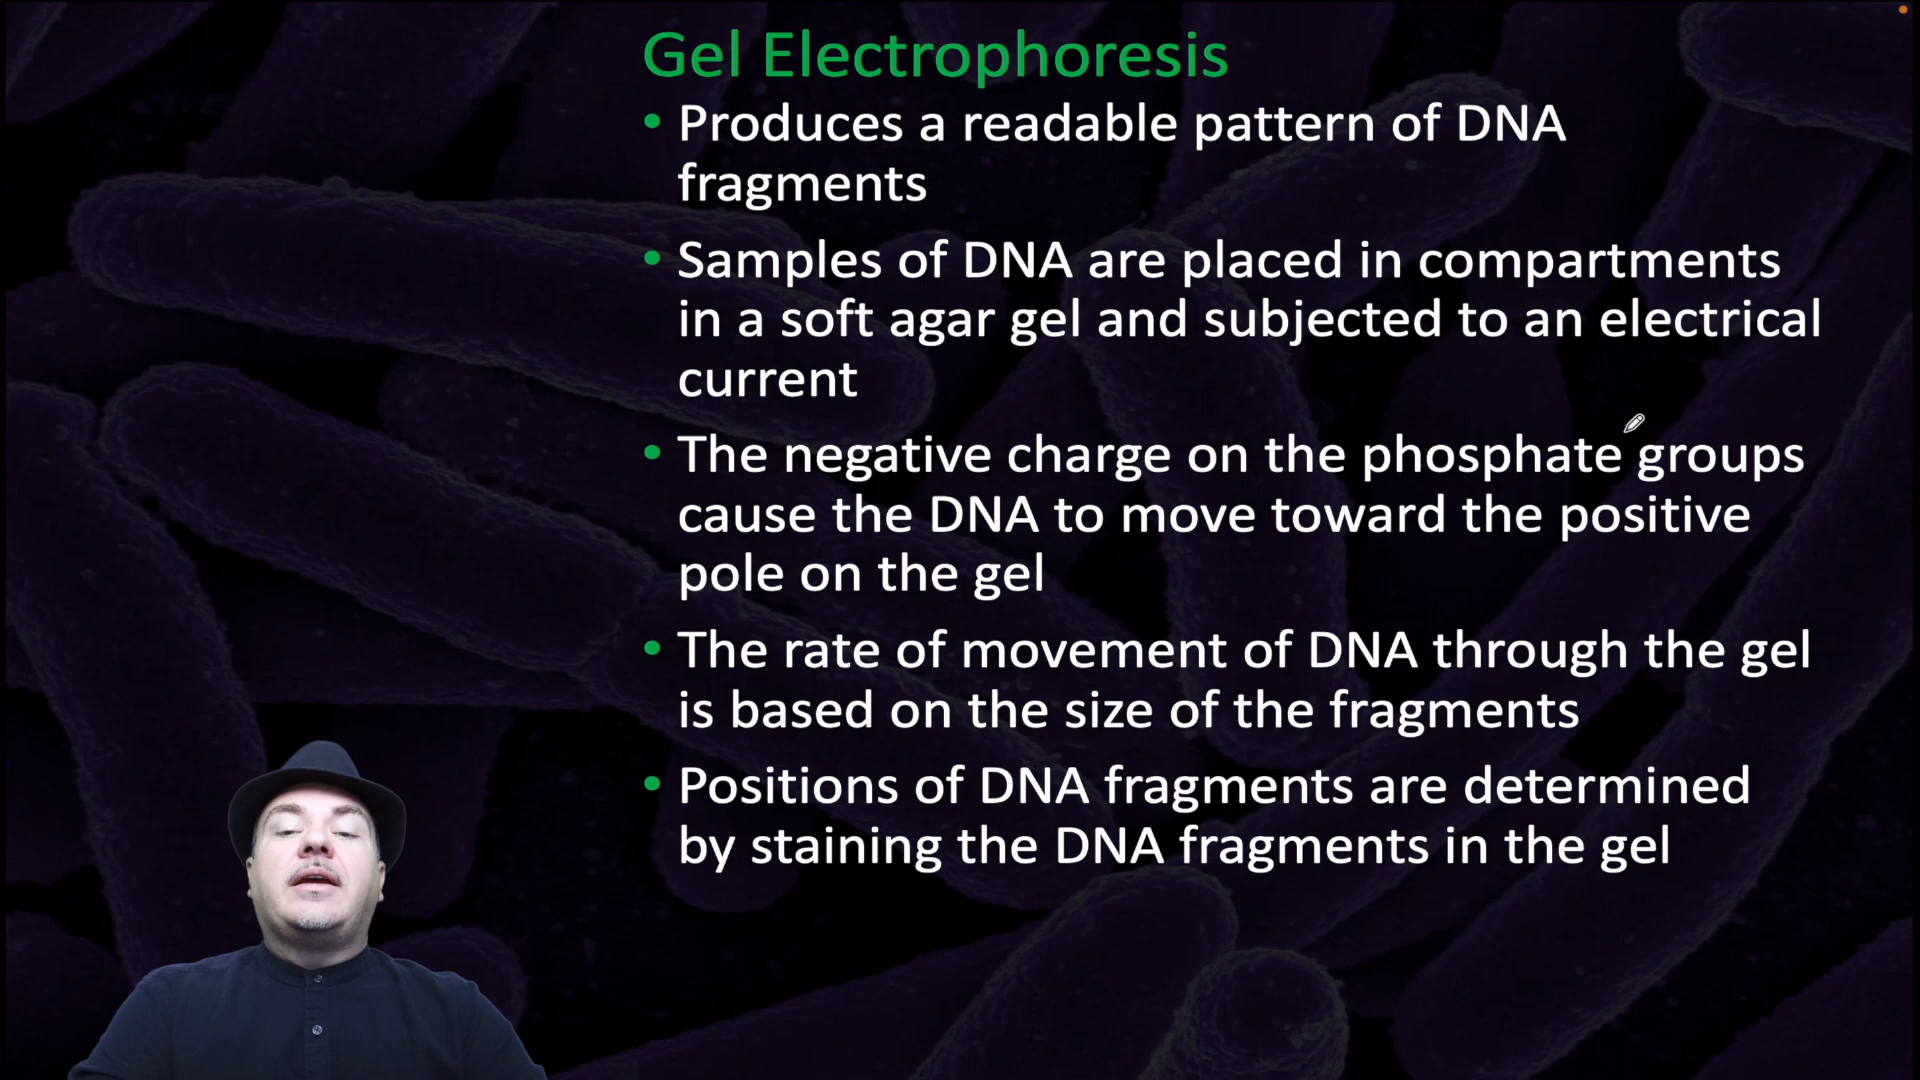 Gel Electrophoresis
• Produces a readable pattern of DNA
fragments
• Samples of DNA are placed in compartments
in a soft agar gel and subjected to an electrical
current
• The negative charge on the phosphate groups
cause the DNA to move toward the positive
pole on the gel
• The rate of movement of DNA through the gel
is based on the size of the fragments
• Positions of DNA fragments are determined
by staining the DNA fragments in the gel